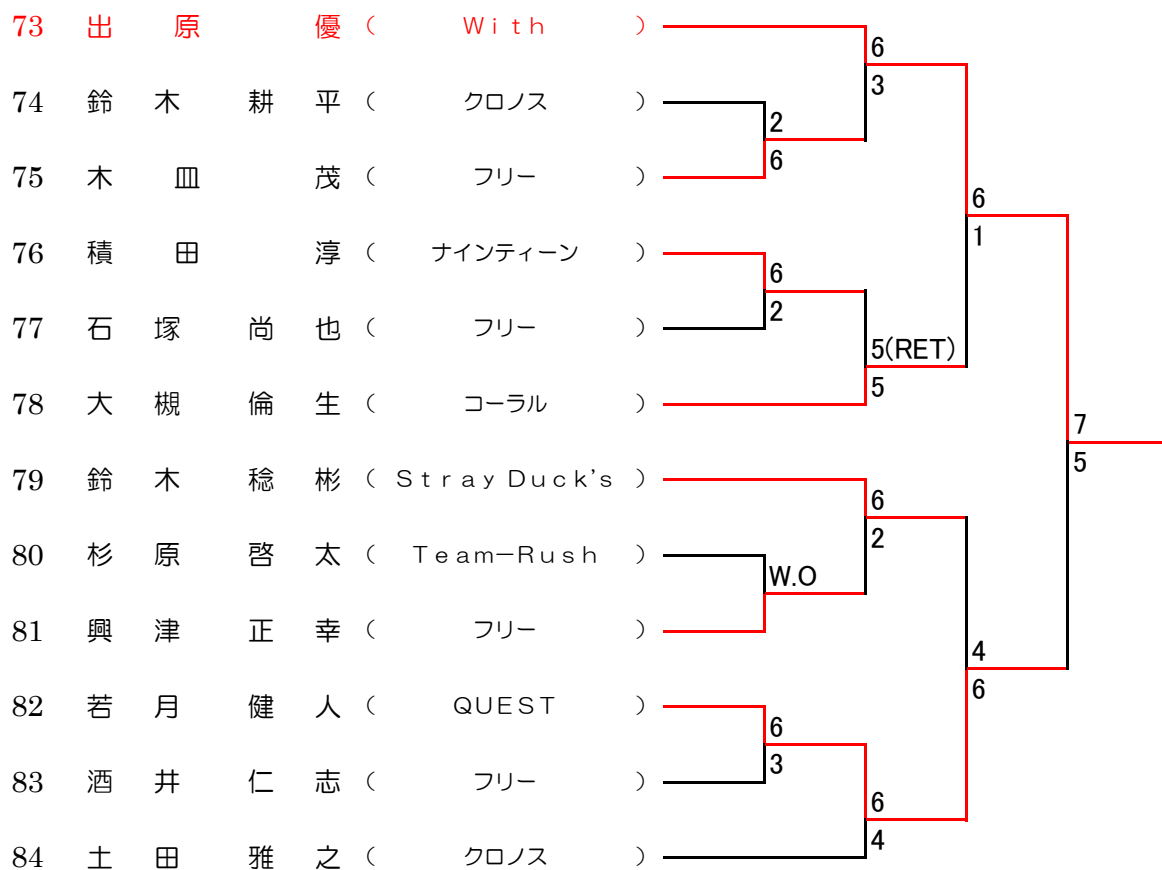 73 出原 優 ( With )
6
74 鈴木 耕平 ( クロノス )
3
2
75 木皿 茂 ( フリー )
6
6
1
76 積田 淳 ( ナインティーン )
6
77 石塚 尚也 ( フリー )
2
5(RET)
78 大槻 倫生 ( コーラル )
5
7
5
79 鈴木 稔彬 ( Stray Duck's )
6
80 杉原 啓太 ( Team-Rush )
2
W.O
81 興津 正幸 ( フリー )
4
6
82 若月 健人 ( QUEST )
6
83 酒井 仁志 ( フリー )
3
6
84 土田 雅之 ( クロノス )
4